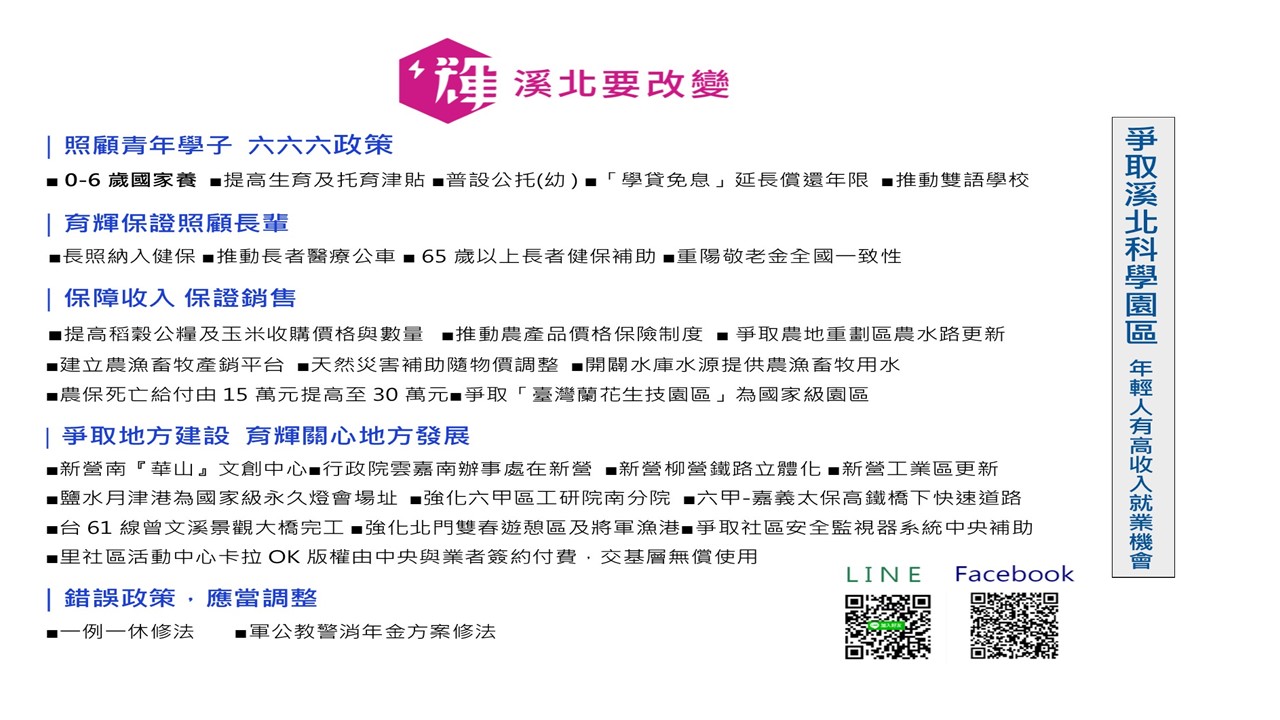 輝 溪北要改變
| 照顧青年學子 六六六政策
■ 0-6 歲國家養 ■提高生育及托育津貼 ■普設公托(幼) ■「學貸免息」延長償還年限 ■推動雙語學校
| 育輝保證照顧長輩
■長照納入健保 ■推動長者醫療公車 ■ 65 歲以上長者健保補助 ■重陽敬老金全國一致性
| 保障收入 保證銷售
■提高稻穀公糧及玉米收購價格與數量 ■推動農產品價格保險制度 ■ 爭取農地重劃區農水路更新
■建立農漁畜牧產銷平台 ■天然災害補助隨物價調整 ■開闢水庫水源提供農漁畜牧用水
■農保死亡給付由 15 萬元提高至 30 萬元■爭取「臺灣蘭花生技園區」為國家級園區
| 爭取地方建設 育輝關心地方發展
■新營南『華山』文創中心■行政院雲嘉南辦事處在新營 ■新營柳營鐵路立體化 ■新營工業區更新
■鹽水月津港為國家級永久燈會場址 ■強化六甲區工研院南分院 ■六甲-嘉義太保高鐵橋下快速道路
■台 61 線曾文溪景觀大橋完工 ■強化北門雙春遊憩區及將軍漁港■爭取社區安全監視器系統中央補助
■里社區活動中心卡拉 OK 版權由中央與業者簽約付費，交基層無償使用
| 錯誤政策，應當調整
■一例一休修法 ■軍公教警消年金方案修法
LINE Facebook
加入好友
爭取溪北科學園區 年輕人有高收入就業機會